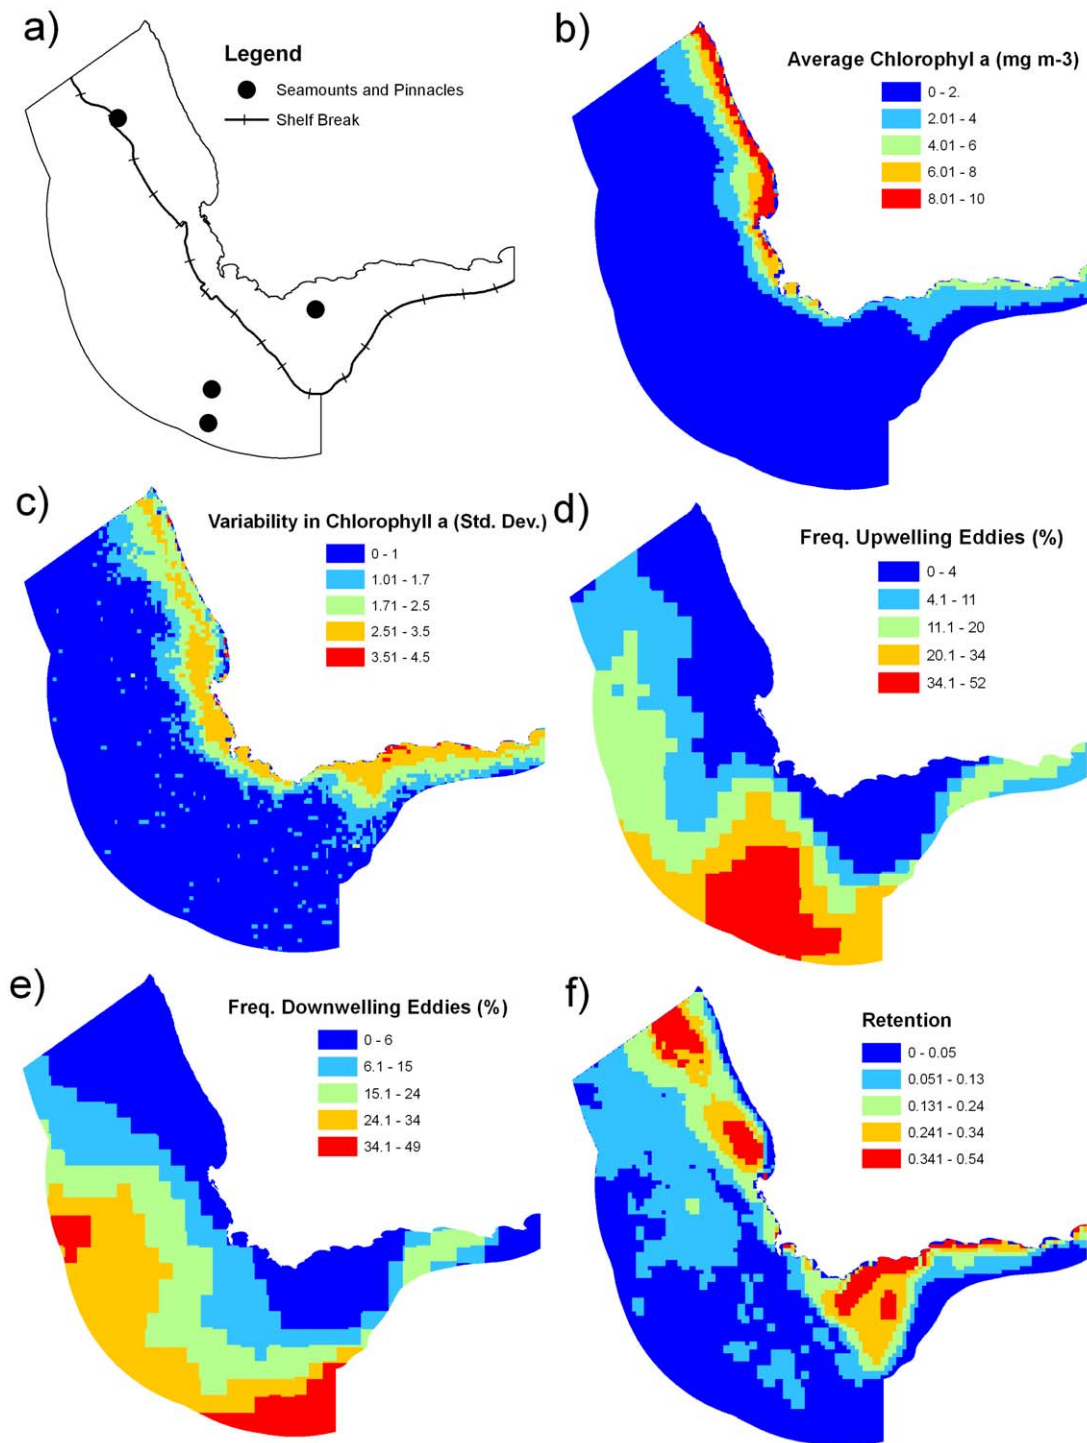 a)
Legend
Seamounts and Pinnacles
Shelf Break
b)
Average Chlorophyl a (mg m-3)
0 - 2.
2.01 - 4
4.01 - 6
6.01 - 8
8.01 - 10
c)
Variability in Chlorophyll a (Std. Dev.)
0 - 1
1.01 - 1.7
1.71 - 2.5
2.51 - 3.5
3.51 - 4.5
d)
Freq. Upwelling Eddies (%)
0 - 4
4.1 - 11
11.1 - 20
20.1 - 34
34.1 - 52
e)
Freq. Downwelling Eddies (%)
0 - 6
6.1 - 15
15.1 - 24
24.1 - 34
34.1 - 49
f)
Retention
0 - 0.05
0.051 - 0.13
0.131 - 0.24
0.241 - 0.34
0.341 - 0.54